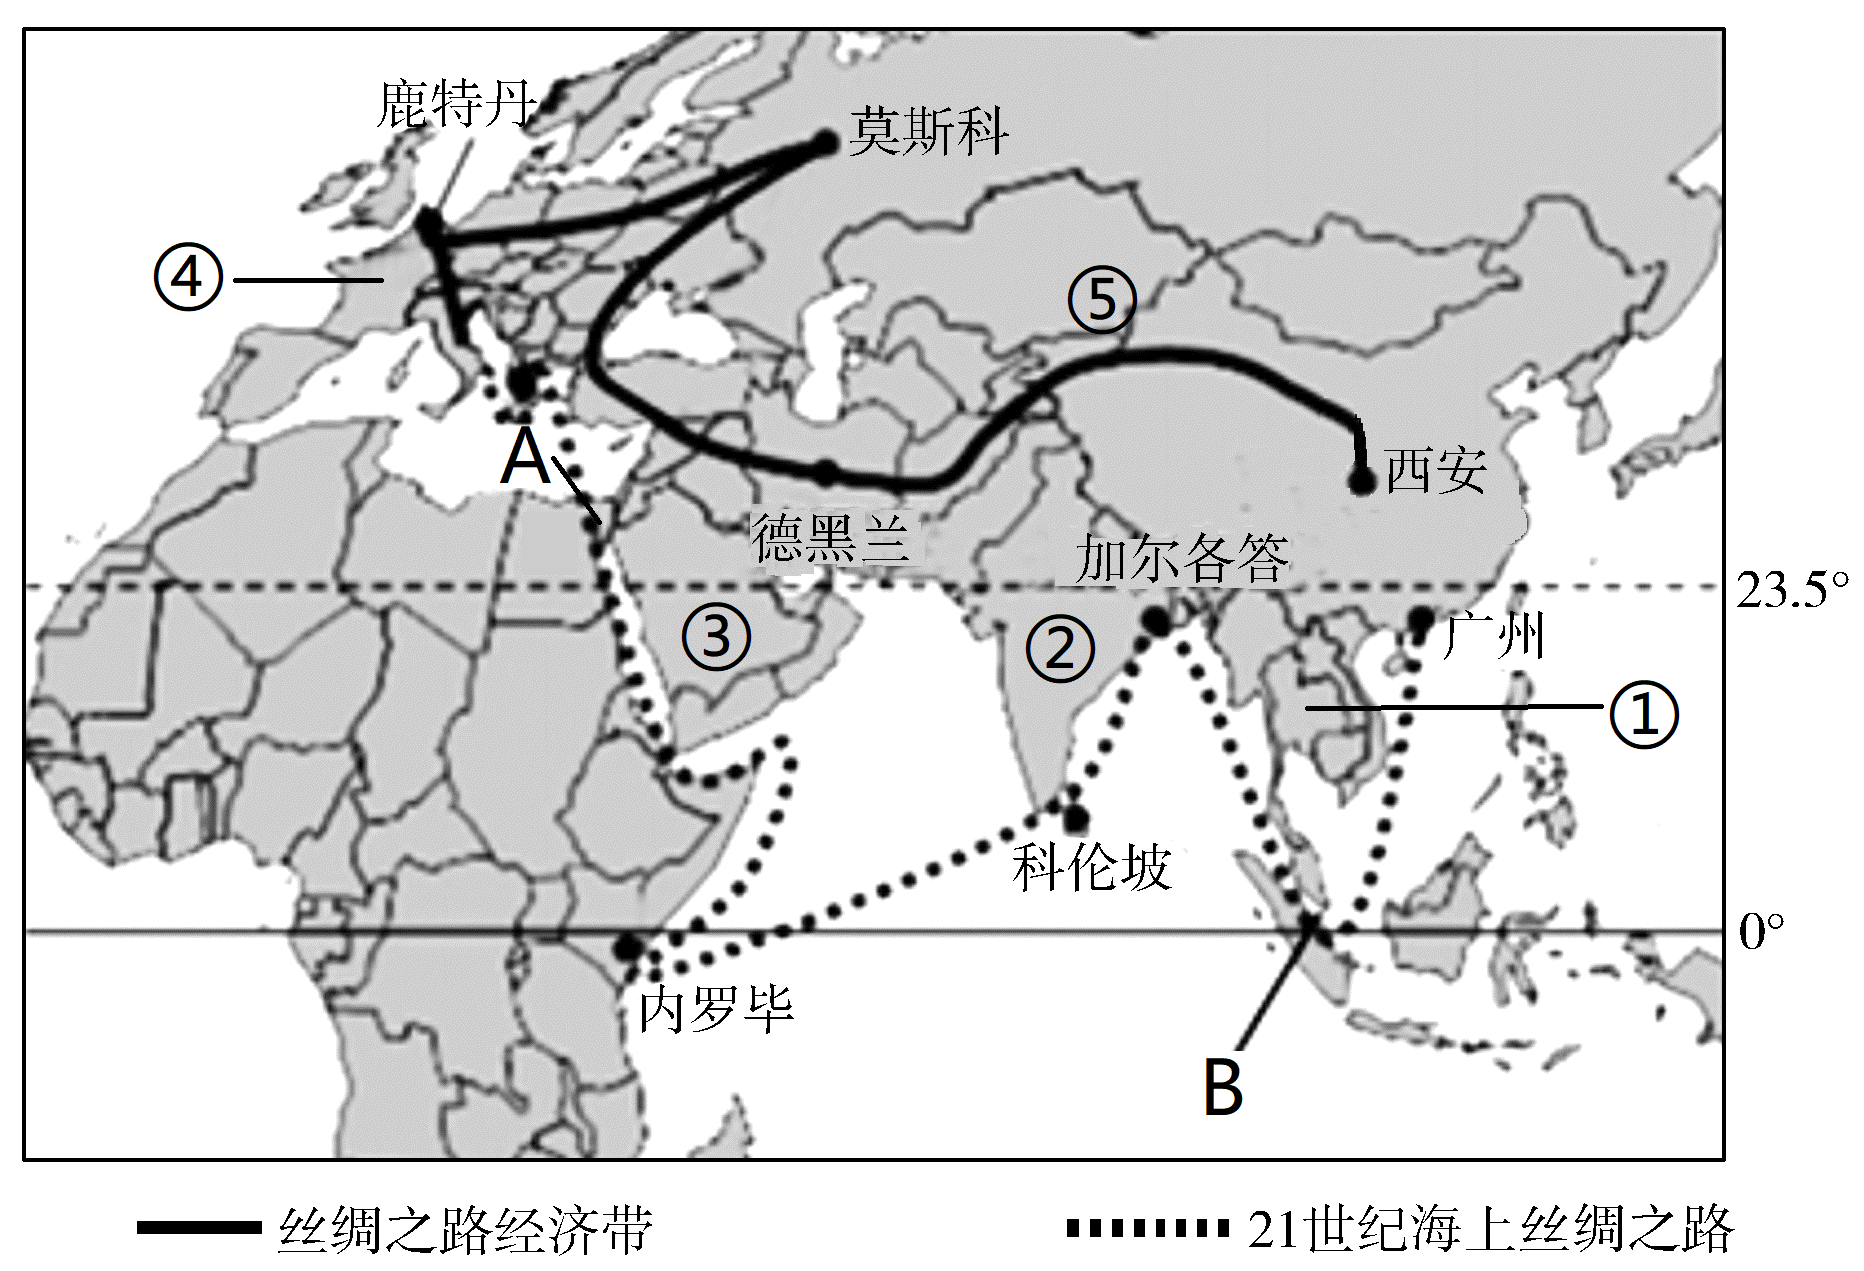 鹿特丹
莫斯科
④
⑤
A
西安
德黑兰
加尔各答
23.5°
③
②
广州
①
科伦坡
0°
内罗毕
B
丝绸之路经济带
21世纪海上丝绸之路